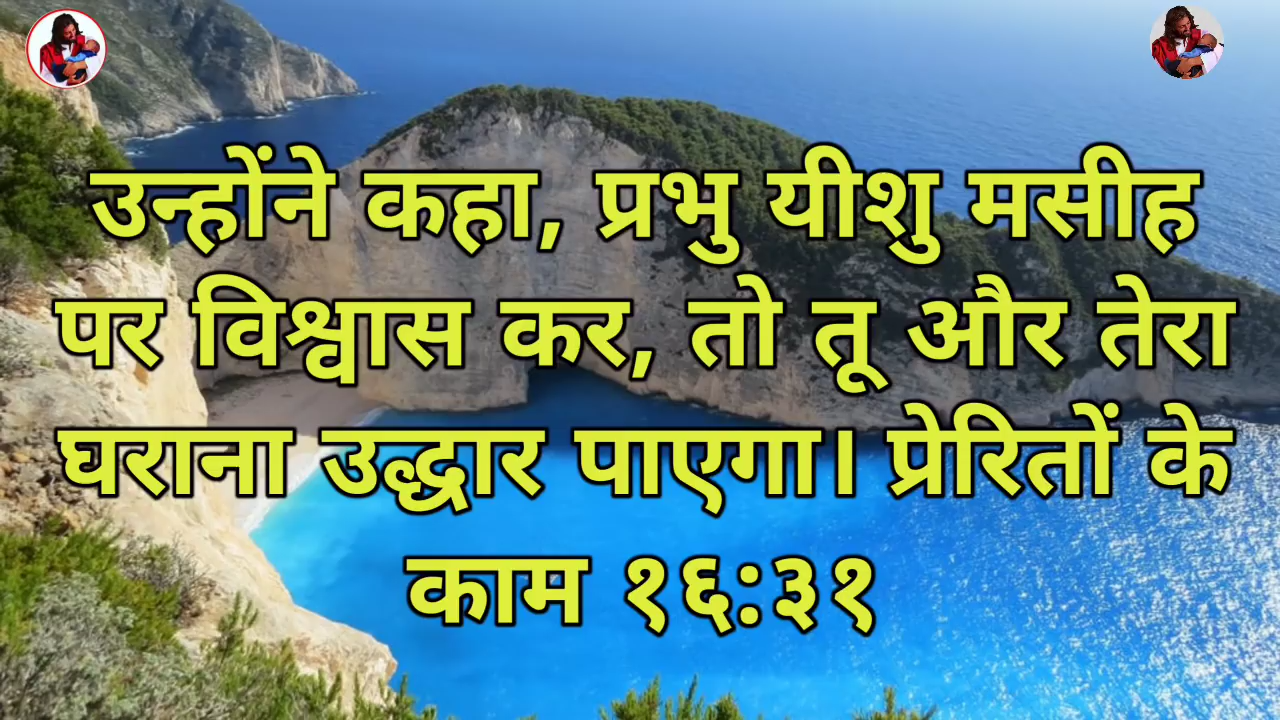 उन्होंने कहा, प्रभु यीशु मसीह
पर विश्वास कर, तो तू और तेरा
घराना उद्धार पाएगा। प्रेरितों के
काम १६:३१